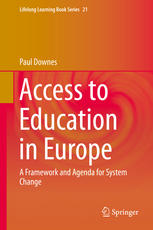 Lifelong Learning Book Series 21
Paul Downes
Access to
Education
in Europe
A Framework and Agenda for System
Change
Springer